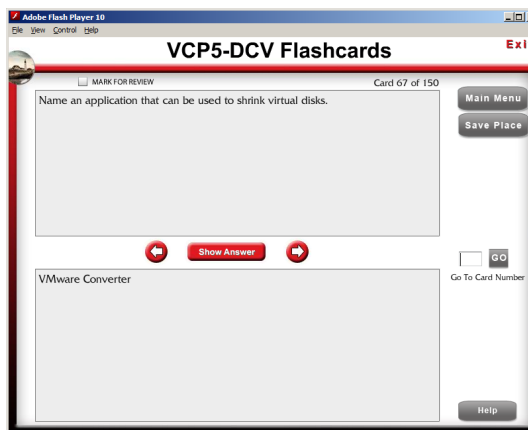 Adobe Flash Player 10
File View Control Help
VCP5-DCV Flashcards
Exi
MARK FOR REVIEW
Card 67 of 150
Name an application that can be used to shrink virtual disks.
Main Menu
Save Place
Show Answer
GO
Go To Card Number
VMware Converter
Help